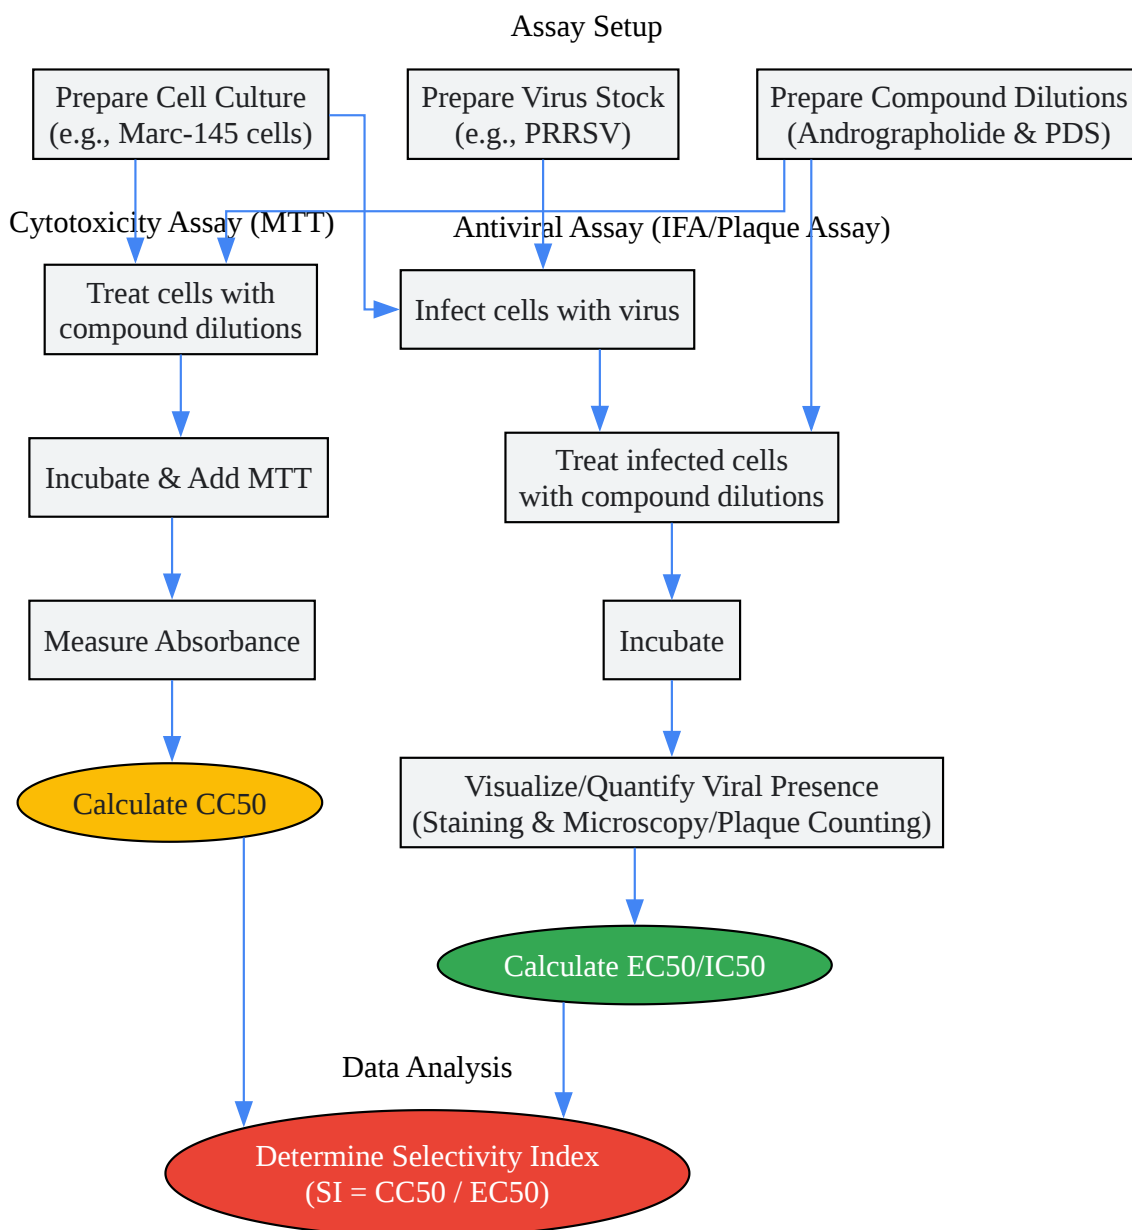 Assay Setup
Prepare Cell Culture
(e.g., Marc-145 cells)
Prepare Virus Stock
(e.g., PRRSV)
Prepare Compound Dilutions
(Andrographolide & PDS)
Cytotoxicity Assay (MTT)
Antiviral Assay (IFA/Plaque Assay)
Treat cells with
compound dilutions
Infect cells with virus
Incubate & Add MTT
Treat infected cells
with compound dilutions
Measure Absorbance
Incubate
Calculate CC50
Visualize/Quantify Viral Presence
(Staining & Microscopy/Plaque Counting)
Calculate EC50/IC50
Data Analysis
Determine Selectivity Index
(SI = CC50 / EC50)